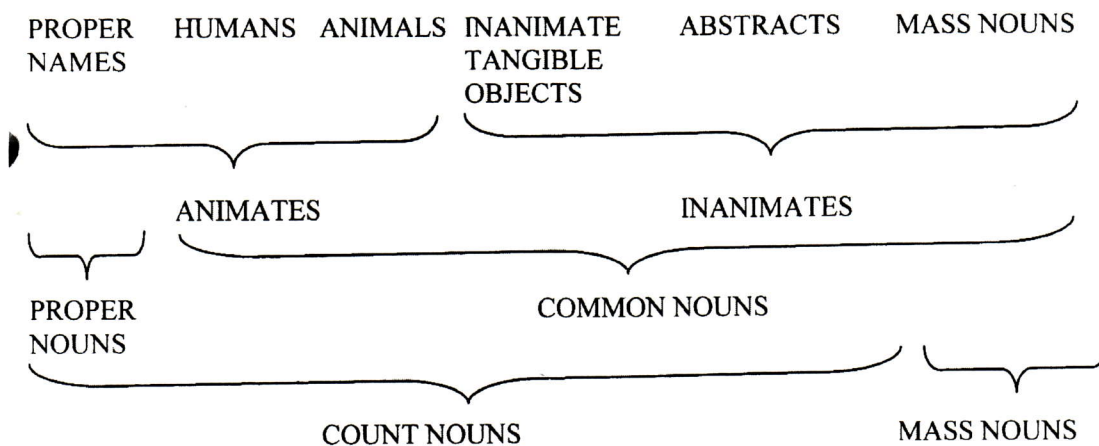 PROPER HUMANS ANIMALS INANIMATE ABSTRACTS MASS NOUNS
NAMES TANGIBLE
OBJECTS
ANIMATES INANIMATES
PROPER COMMON NOUNS
NOUNS
COUNT NOUNS MASS NOUNS